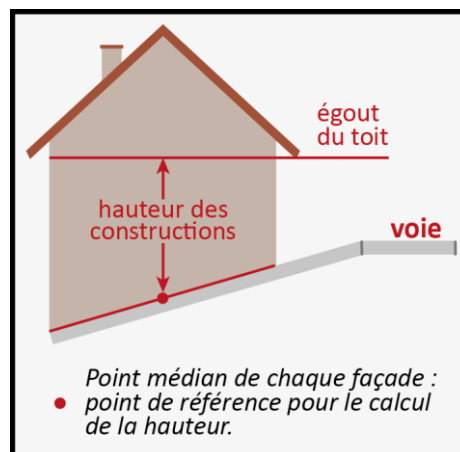 égout
du toit
hauteur des
constructions
voie
Point médian de chaque façade :
point de référence pour le calcul
de la hauteur.